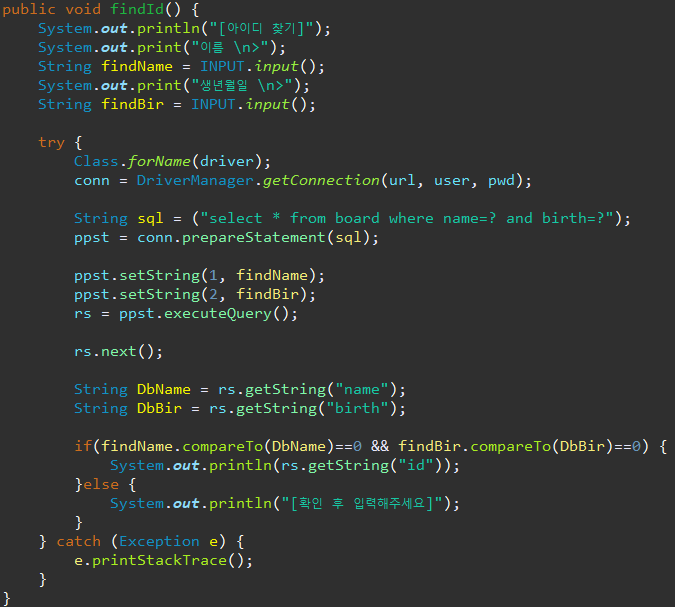 public void findId() {
System.out.println("[아이디 찾기]");
System.out.print("이름 \n>");
String findName = INPUT.input();
System.out.print("생년월일 \n>");
String findBir = INPUT.input();
try {
Class.forName(driver);
conn = DriverManager.getConnection(url, user, pwd);
String sql = ("select * from board where name=? and birth=?");
ppst = conn.prepareStatement(sql);
ppst.setString(1, findName);
ppst.setString(2, findBir);
rs = ppst.executeQuery();
rs.next();
String DbName = rs.getString("name");
String DbBir = rs.getString("birth");
if(findName.compareTo(DbName)==0 && findBir.compareTo(DbBir)==0) {
System.out.println(rs.getString("id"));
}else {
System.out.println("[확인 후 입력해주세요]");
}
} catch (Exception e) {
e.printStackTrace();
}
}